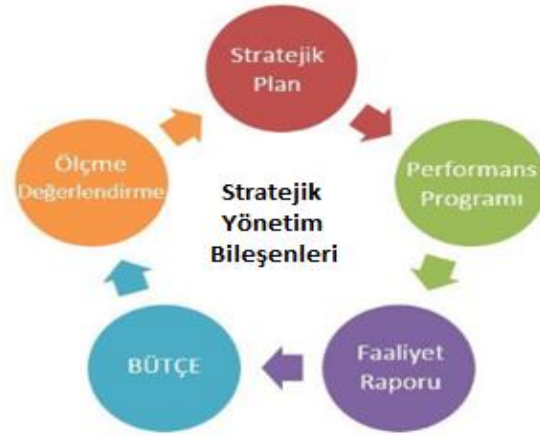 Stratejik
Plan
Performans
Programı
Faaliyet
Raporu
BÜTÇE
Ölçme
Değerlendirme
Stratejik
Yönetim
Bileşenleri